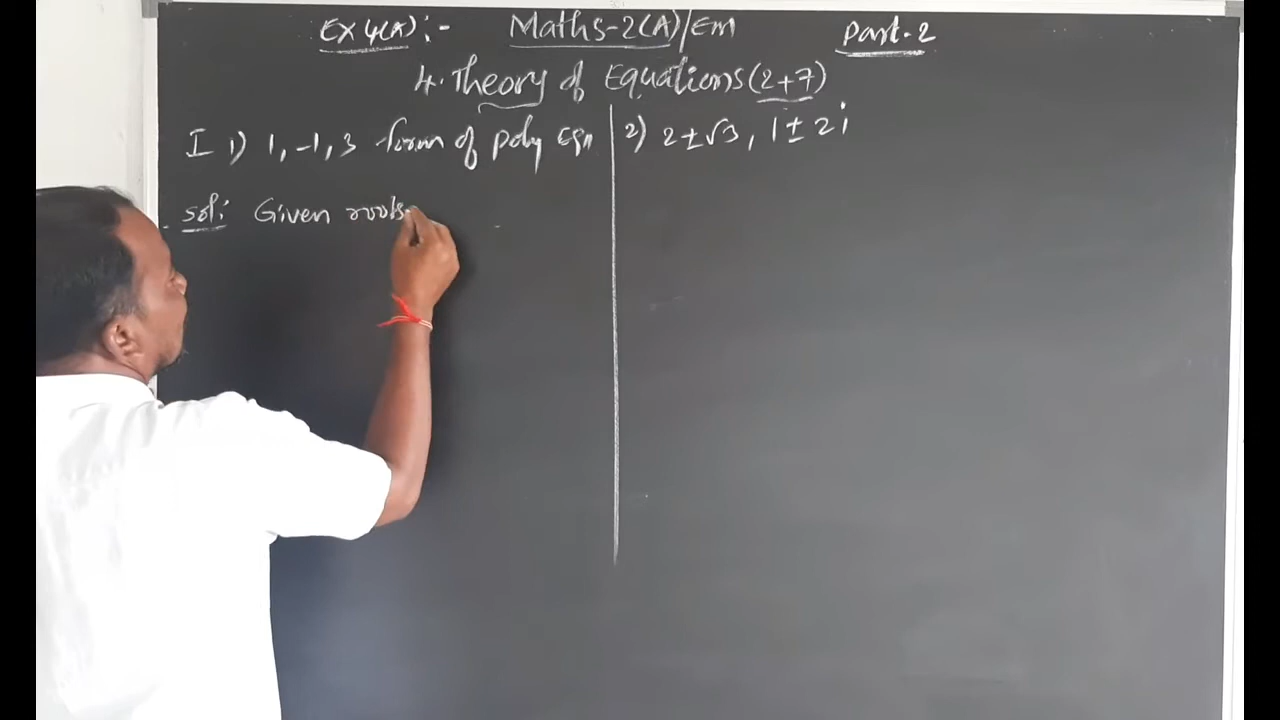 Ex 4(A):- Maths-2(A)/Em Part-2
4. Theory of Equations (2+7)
I 1) 1, -1, 3 form of poly Eqn
Sol: Given roots
2) 2±√3, 1±2i